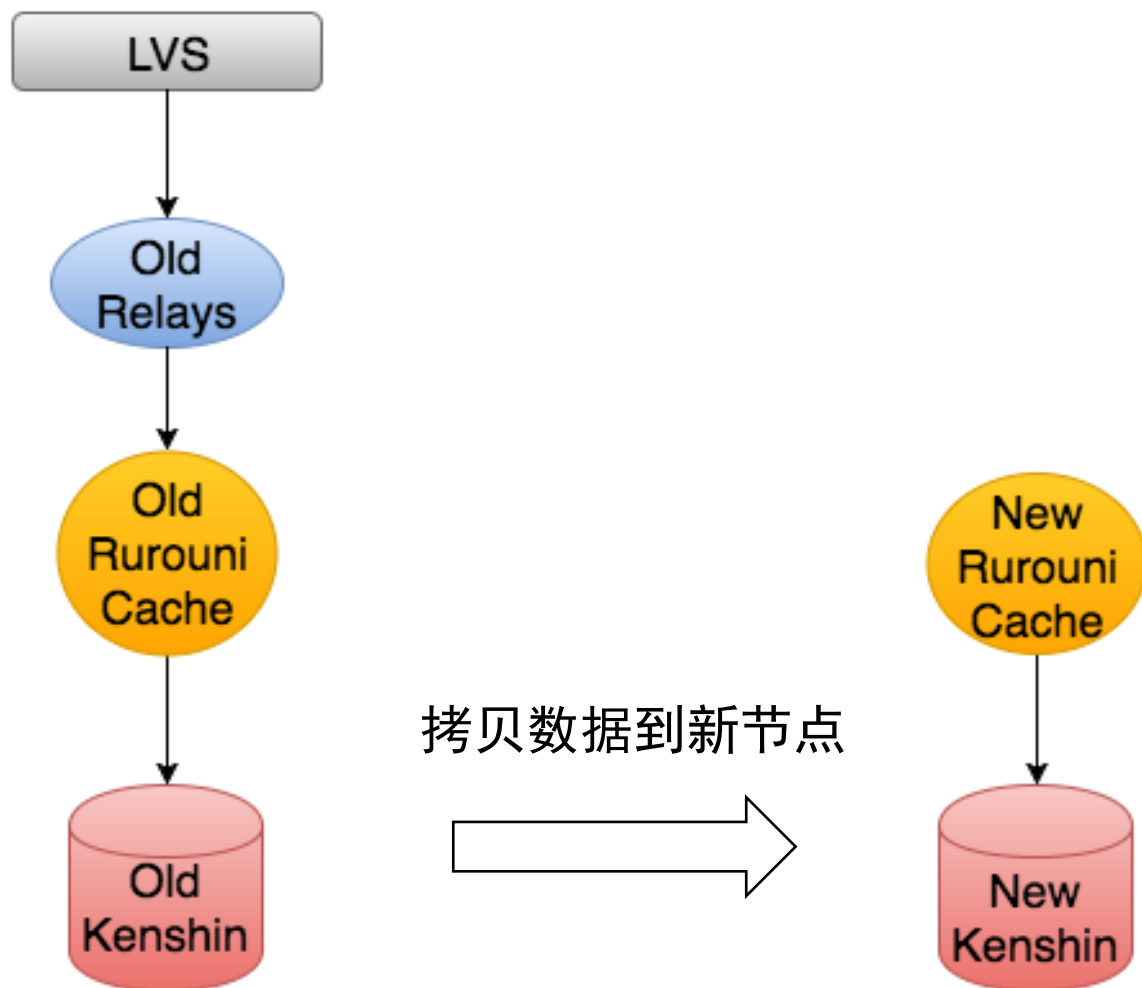 LVS
Old
Relays
Old
Rurouni
Cache
New
Rurouni
Cache
拷贝数据到新节点
Old
Kenshin
New
Kenshin